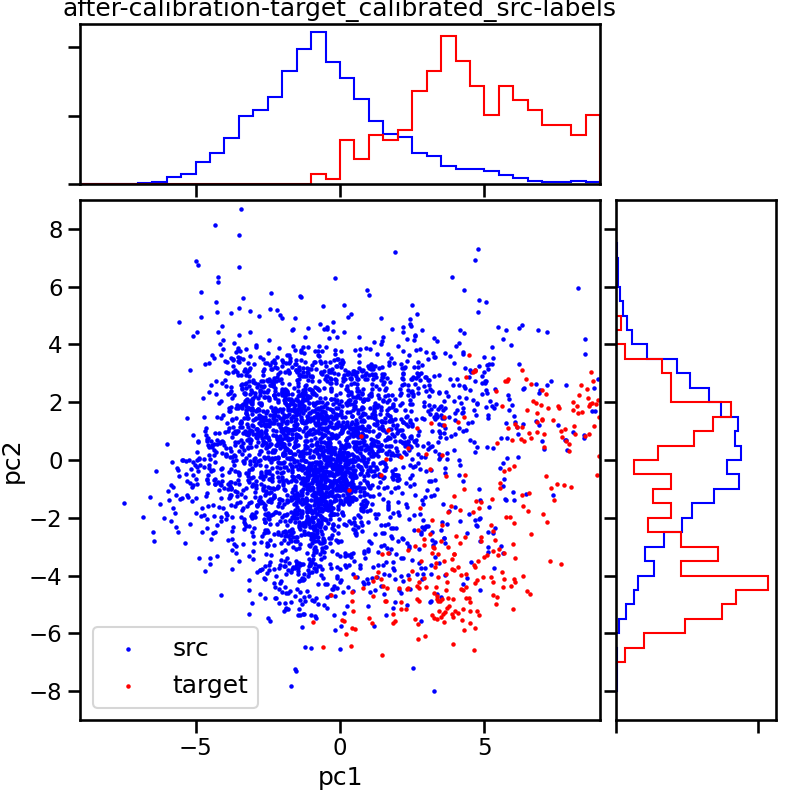 after-calibration-target_calibrated_src-labels
8
6
4
2
0
−2
−4
−6
−8
pc2
src
target
−5
0
5
pc1